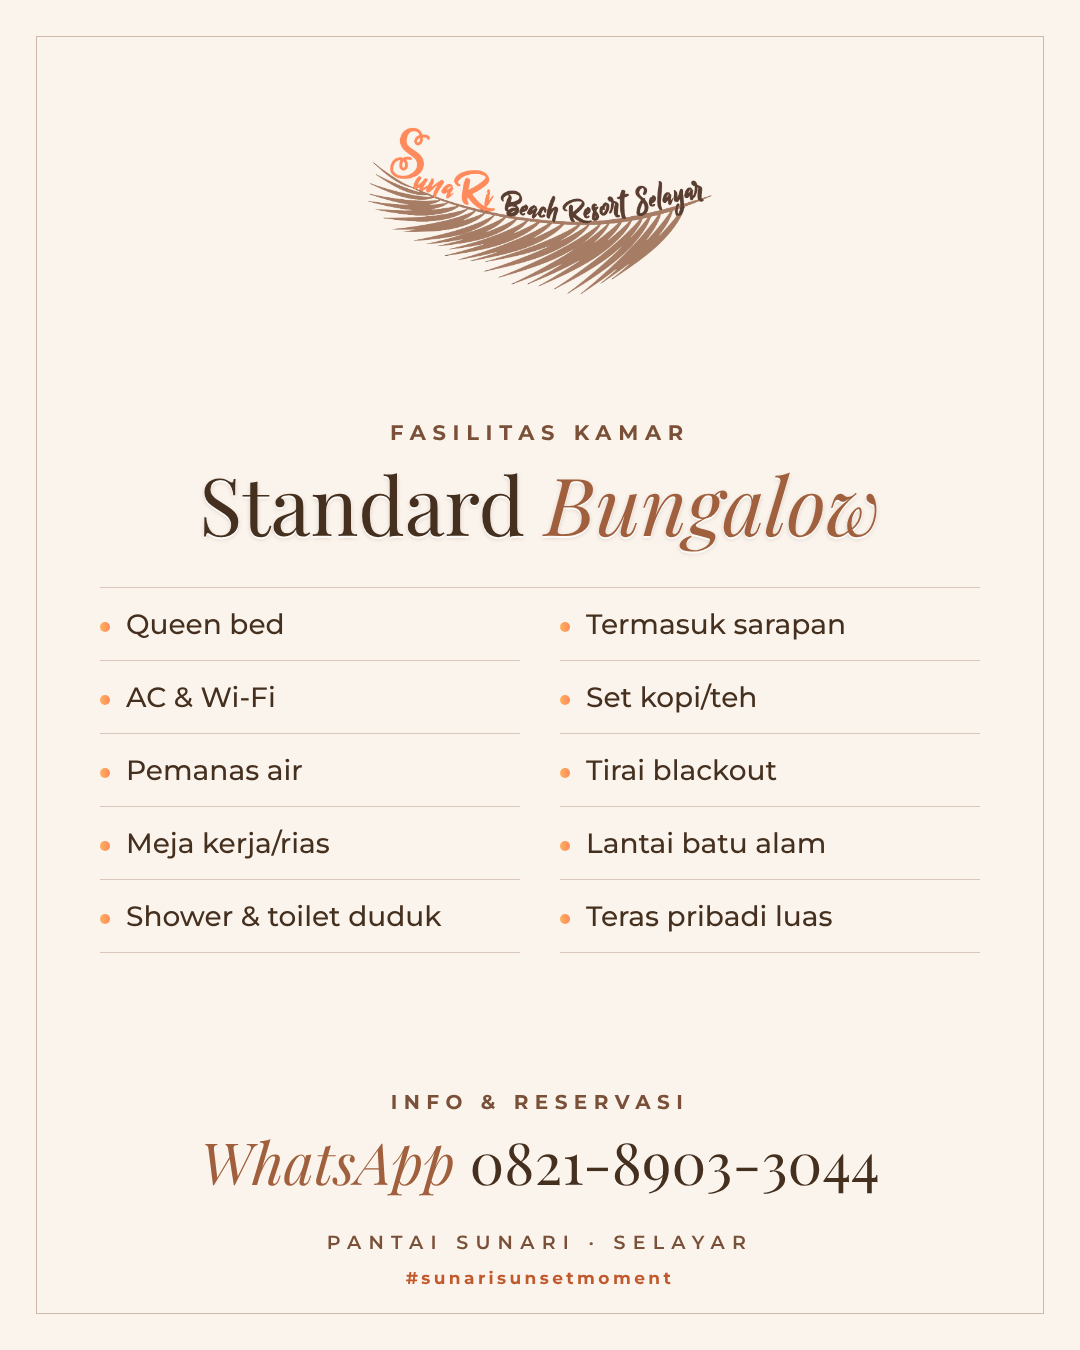 SunaRi Beach Resort Selayar
FASILITAS KAMAR
Standard Bungalow
Queen bed
Termasuk sarapan
AC & Wi-Fi
Set kopi/teh
Pemanas air
Tirai blackout
Meja kerja/rias
Lantai batu alam
Shower & toilet duduk
Teras pribadi luas
INFO & RESERVASI
WhatsApp 0821-8903-3044
PANTAI SUNARI · SELAYAR
#sunarisunsetmoment